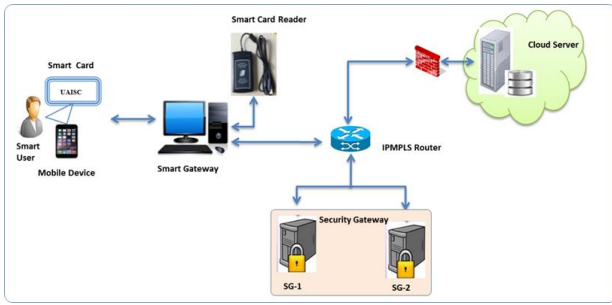 Smart Card Reader
Cloud Server
Smart Card
UAISC
Smart
User
Mobile Device
Smart Gateway
IPMPLS Router
Security Gateway
SG-1
SG-2